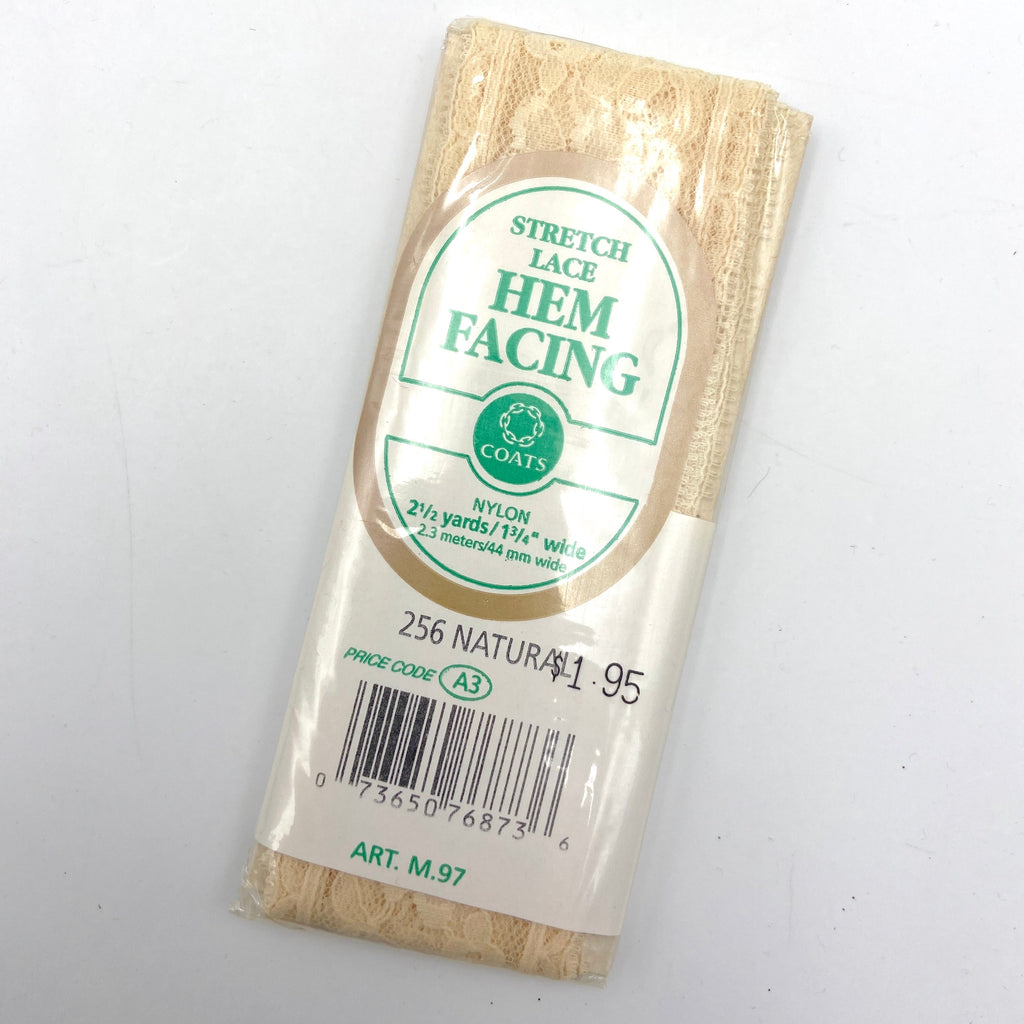 STRETCH
LACE
HEM
FACING
COATS
NYLON
2½ yards/1¾" wide
2.3 meters/44 mm wide
256 NATURAL
$1.95
PRICE CODE A3
0 73650 76873 6
ART. M.97